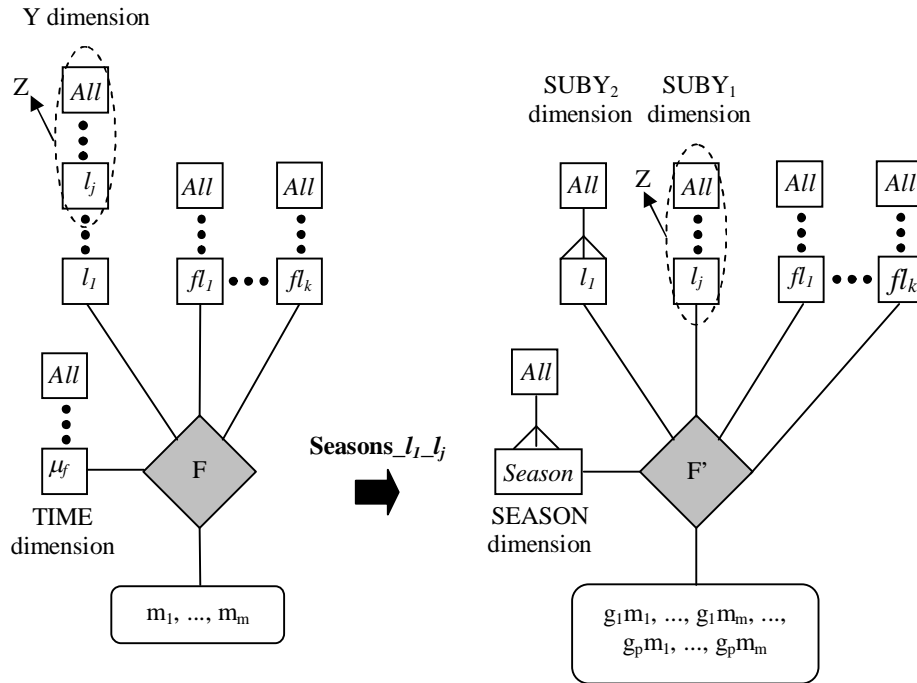 Y dimension
Z
All
l_j
l_1
All
All
fl_1
fl_k
All
μ_f
TIME
dimension
F
m_1, ..., m_m
Seasons_l_1_l_j
SUBY_2
dimension
SUBY_1
dimension
All
l_1
Z
All
l_j
All
All
fl_1
fl_k
All
Season
SEASON
dimension
F’
g_1m_1, ..., g_1m_m, ...,
g_pm_1, ..., g_pm_m